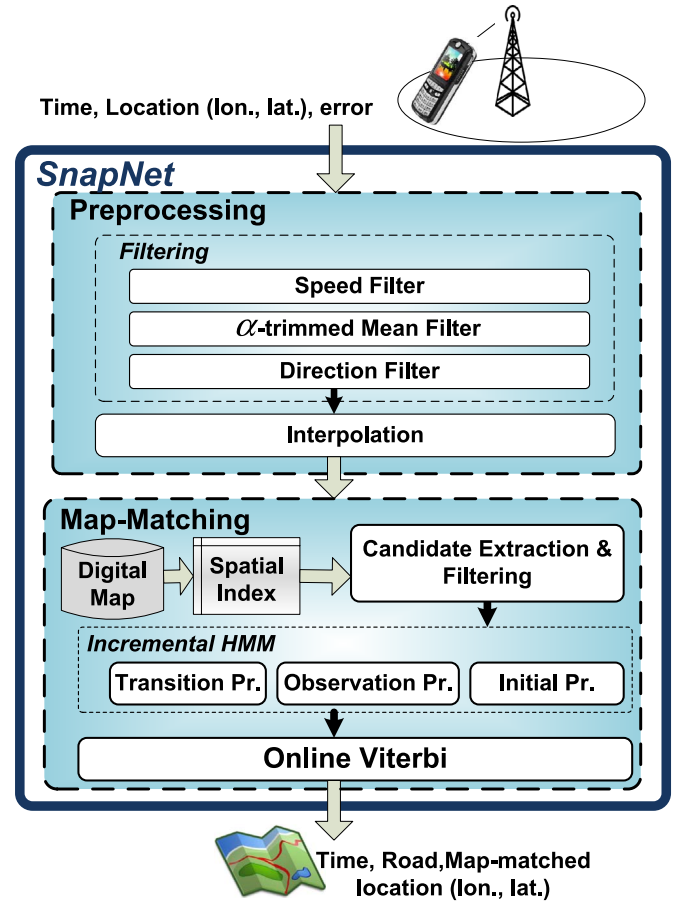 Time, Location (lon., lat.), error
SnapNet
Preprocessing
Filtering
Speed Filter
α-trimmed Mean Filter
Direction Filter
Interpolation
Map-Matching
Digital
Map
Spatial
Index
Candidate Extraction &
Filtering
Incremental HMM
Transition Pr.
Observation Pr.
Initial Pr.
Online Viterbi
Time, Road,Map-matched
location (lon., lat.)